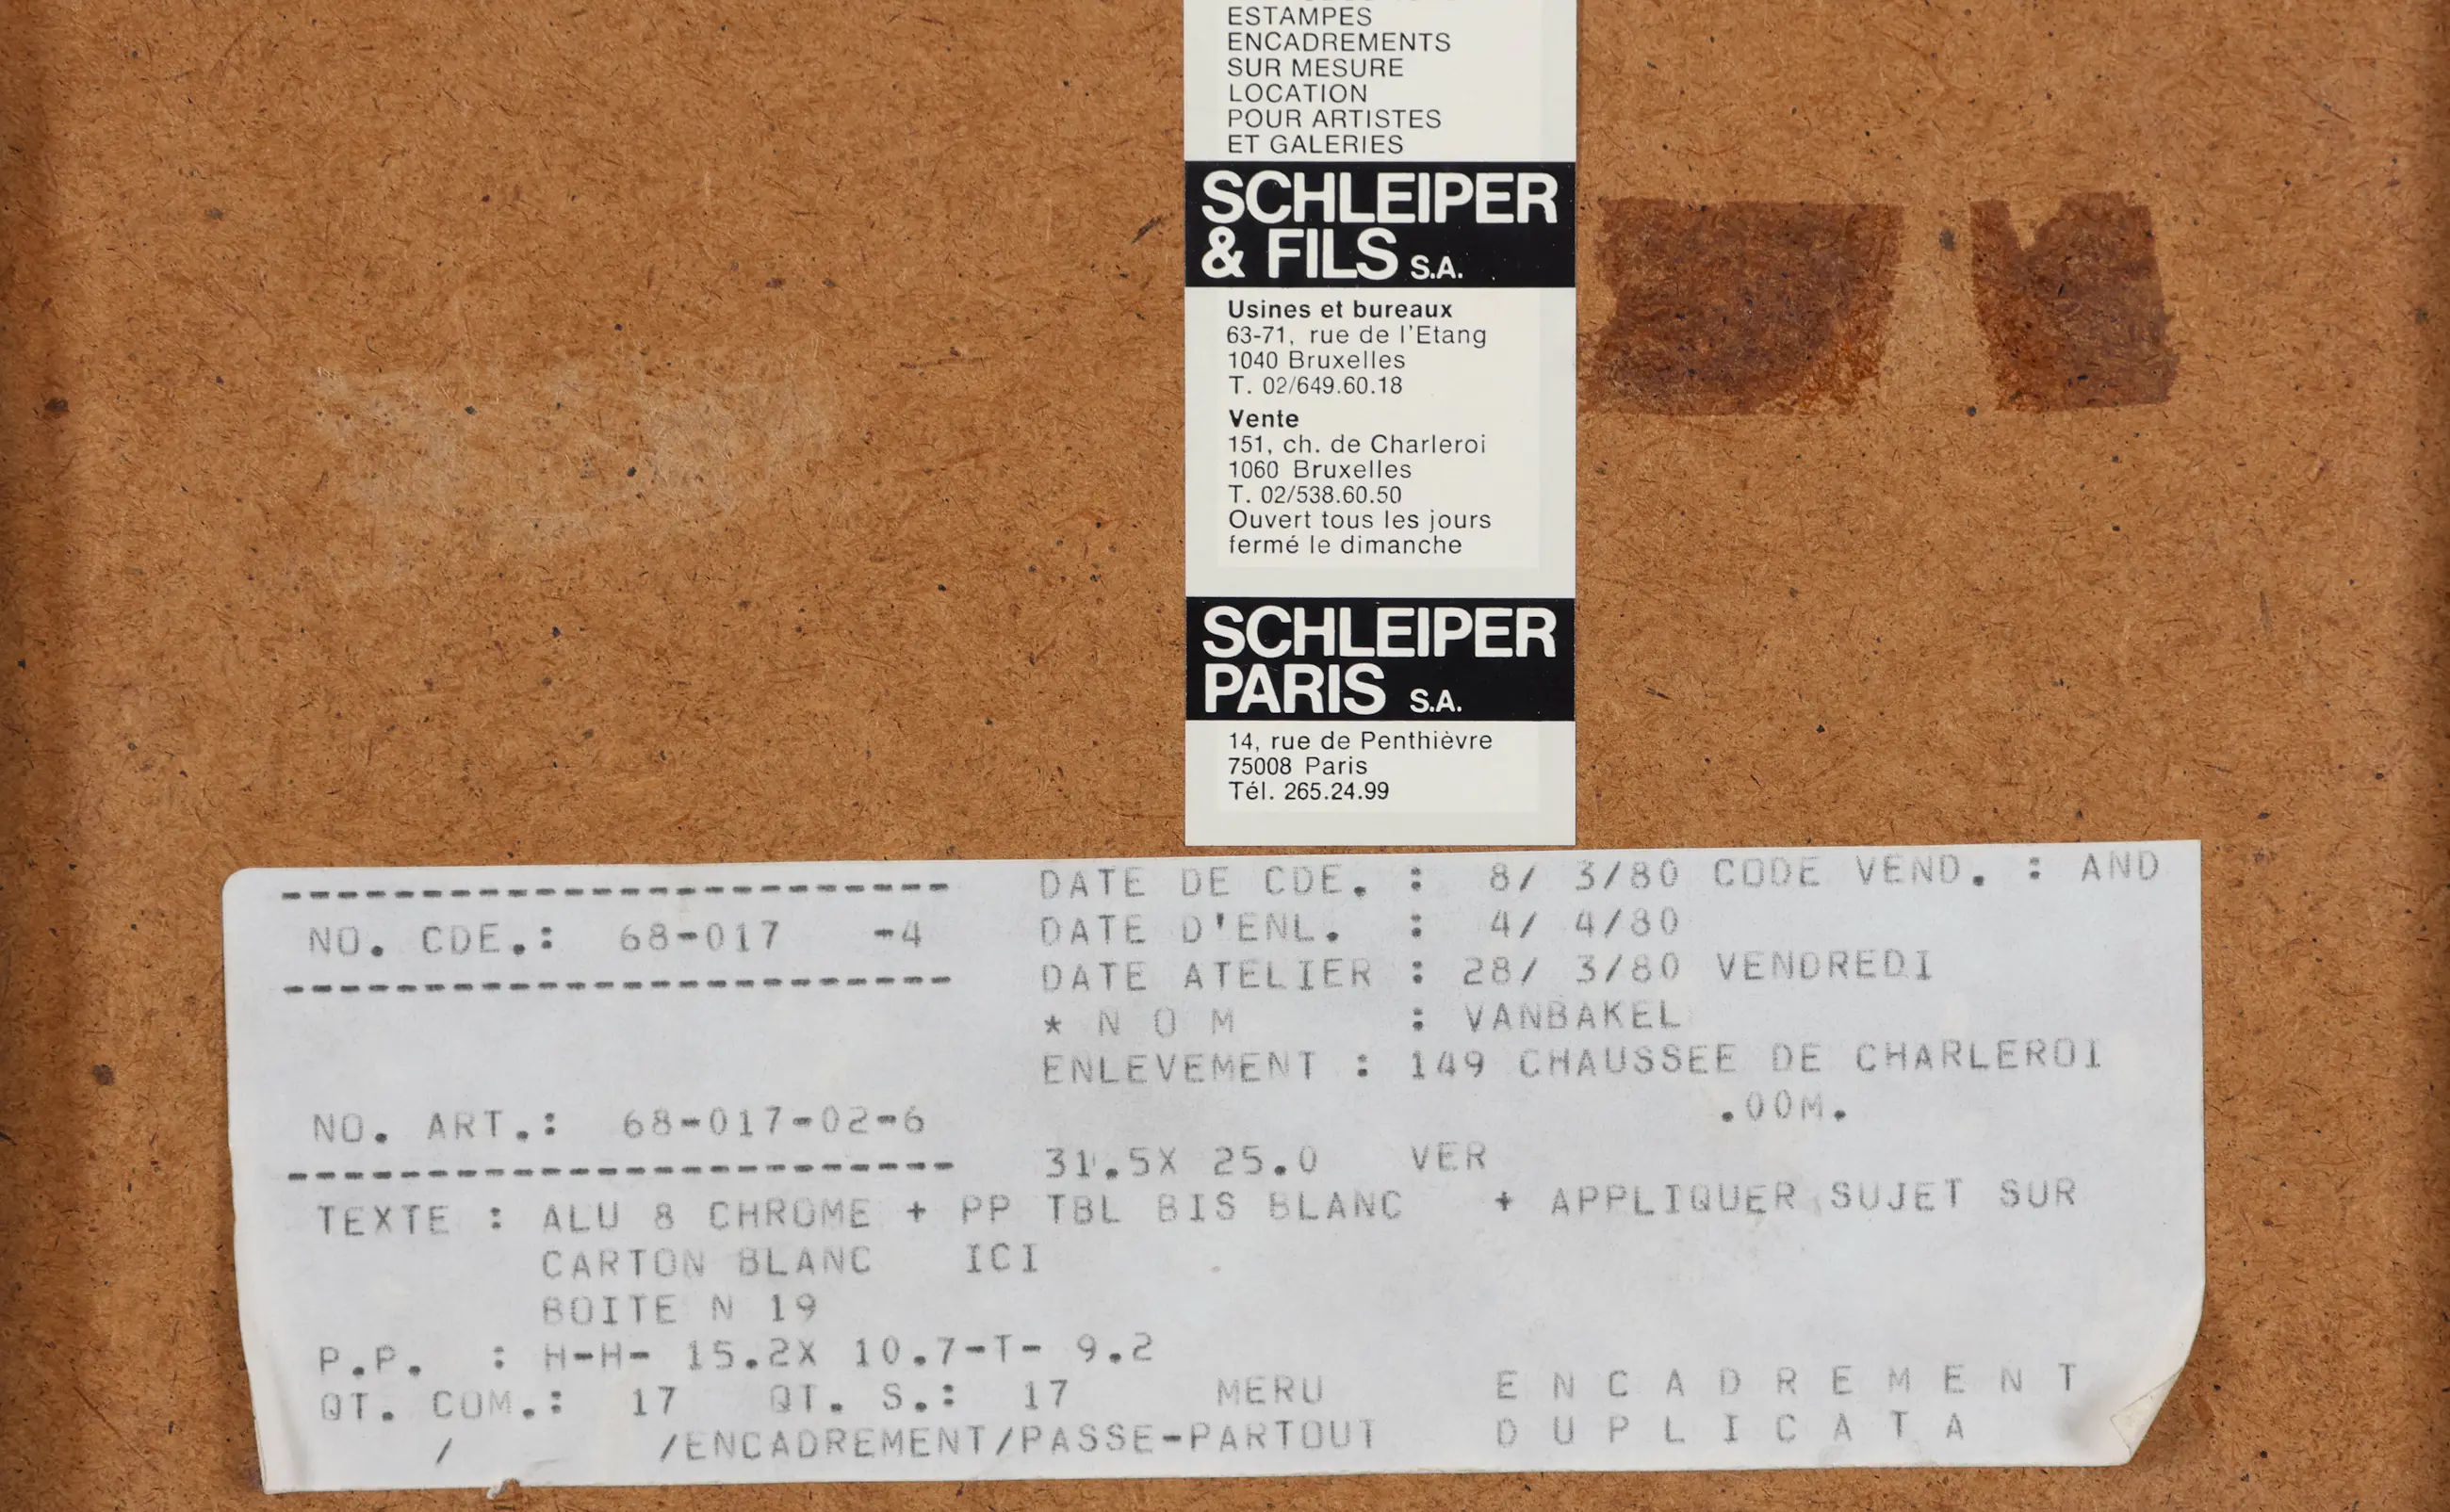 ESTAMPES
ENCADREMENTS
SUR MESURE
LOCATION
POUR ARTISTES
ET GALERIES
SCHLEIPER
& FILS S.A.
Usines et bureaux
63-71, rue de l'Etang
1040 Bruxelles
T. 02/649.60.18
Vente
151, ch. de Charleroi
1060 Bruxelles
T. 02/538.60.50
Ouvert tous les jours
fermé le dimanche
SCHLEIPER
PARIS S.A.
14, rue de Penthièvre
75008 Paris
Tél. 265.24.99
DATE DE CDE. : 8/ 3/80 CODE VEND. : AND
NO. CDE.: 68-017 -4
DATE D'ENL. : 4/ 4/80
DATE ATELIER : 28/ 3/80 VENDREDI
* N O M : VANBAKEL
ENLEVEMENT : 149 CHAUSSEE DE CHARLEROI
.00M.
NO. ART.: 68-017-02-6
31.5X 25.0 VER
TEXTE : ALU 8 CHROME + PP TBL BIS BLANC + APPLIQUER SUJET SUR
CARTON BLANC ICI
BOITE N 19
P.P. : H-H- 15.2X 10.7-T- 9.2
QT. COM.: 17 QT. S.: 17 MERU E N C A D R E M E N T
/ /ENCADREMENT/PASSE-PARTOUT D U P L I C A T A